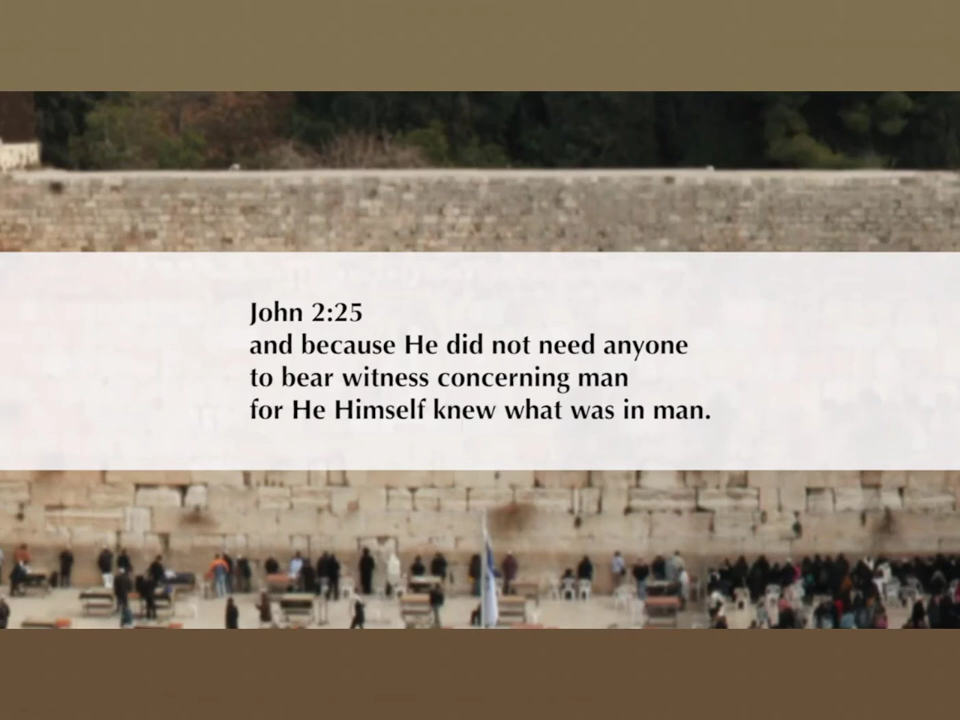 John 2:25
and because He did not need anyone
to bear witness concerning man
for He Himself knew what was in man.